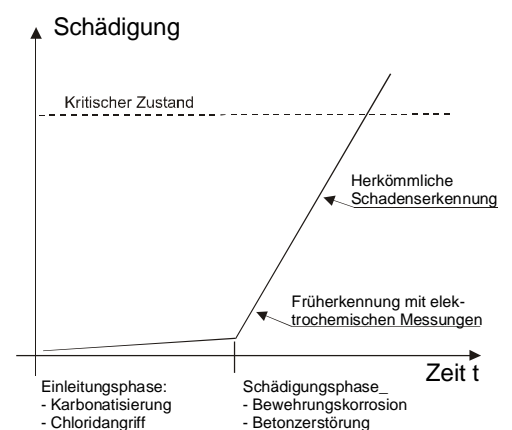 Schädigung
Kritischer Zustand
Herkömmliche
Schadenserkennung
Früherkennung mit elek-
trochemischen Messungen
Zeit t
Einleitungsphase:
- Karbonatisierung
- Chloridangriff
Schädigungsphase_
- Bewehrungskorrosion
- Betonzerstörung